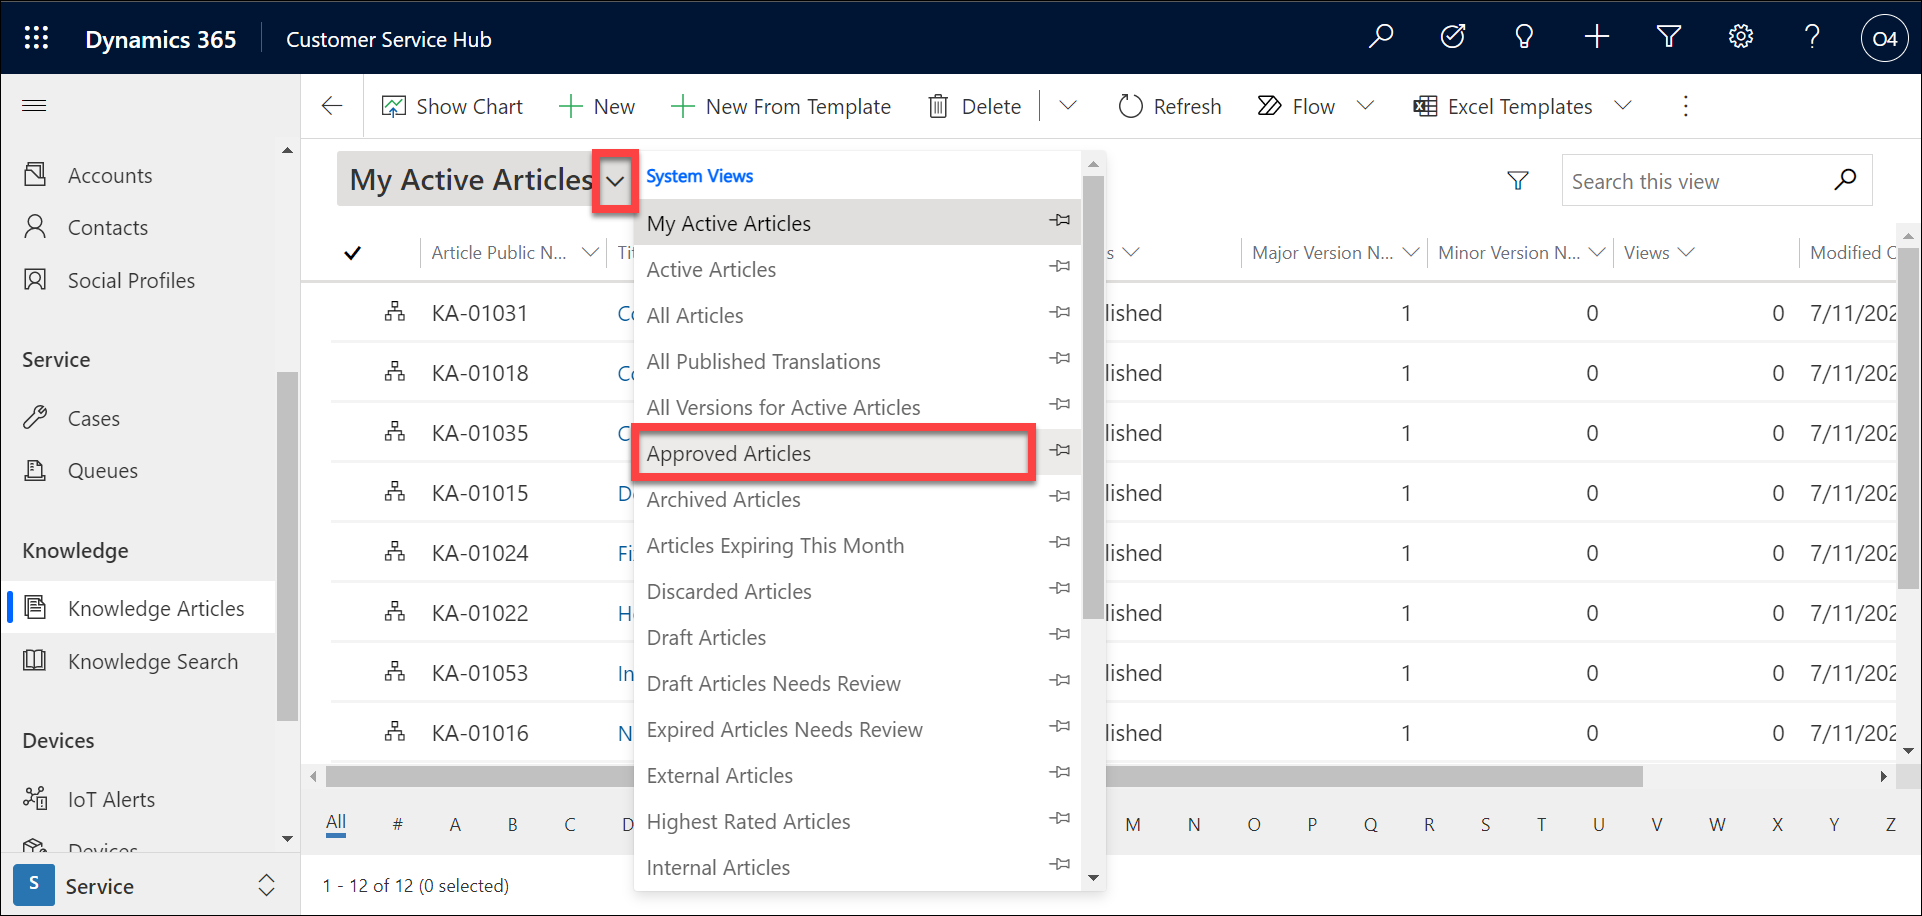 Dynamics 365
Customer Service Hub
O4
Show Chart
New
New From Template
Delete
Refresh
Flow
Excel Templates
Accounts
Contacts
Social Profiles
Service
Cases
Queues
Knowledge
Knowledge Articles
Knowledge Search
Devices
IoT Alerts
Devices
S
Service
My Active Articles
Search this view
System Views
My Active Articles
Active Articles
All Articles
All Published Translations
All Versions for Active Articles
Approved Articles
Archived Articles
Articles Expiring This Month
Discarded Articles
Draft Articles
Draft Articles Needs Review
Expired Articles Needs Review
External Articles
Highest Rated Articles
Internal Articles
Article Public N... Tit s Major Version N... Minor Version N... Views Modified
KA-01031 Co lished 1 0 0 7/11/202
KA-01018 Co lished 1 0 0 7/11/202
KA-01035 C lished 1 0 0 7/11/202
KA-01015 D lished 1 0 0 7/11/202
KA-01024 Fi lished 1 0 0 7/11/202
KA-01022 H lished 1 0 0 7/11/202
KA-01053 In lished 1 0 0 7/11/202
KA-01016 N lished 1 0 0 7/11/202
All # A B C D M N O P Q R S T U V W X Y Z
1 - 12 of 12 (0 selected)